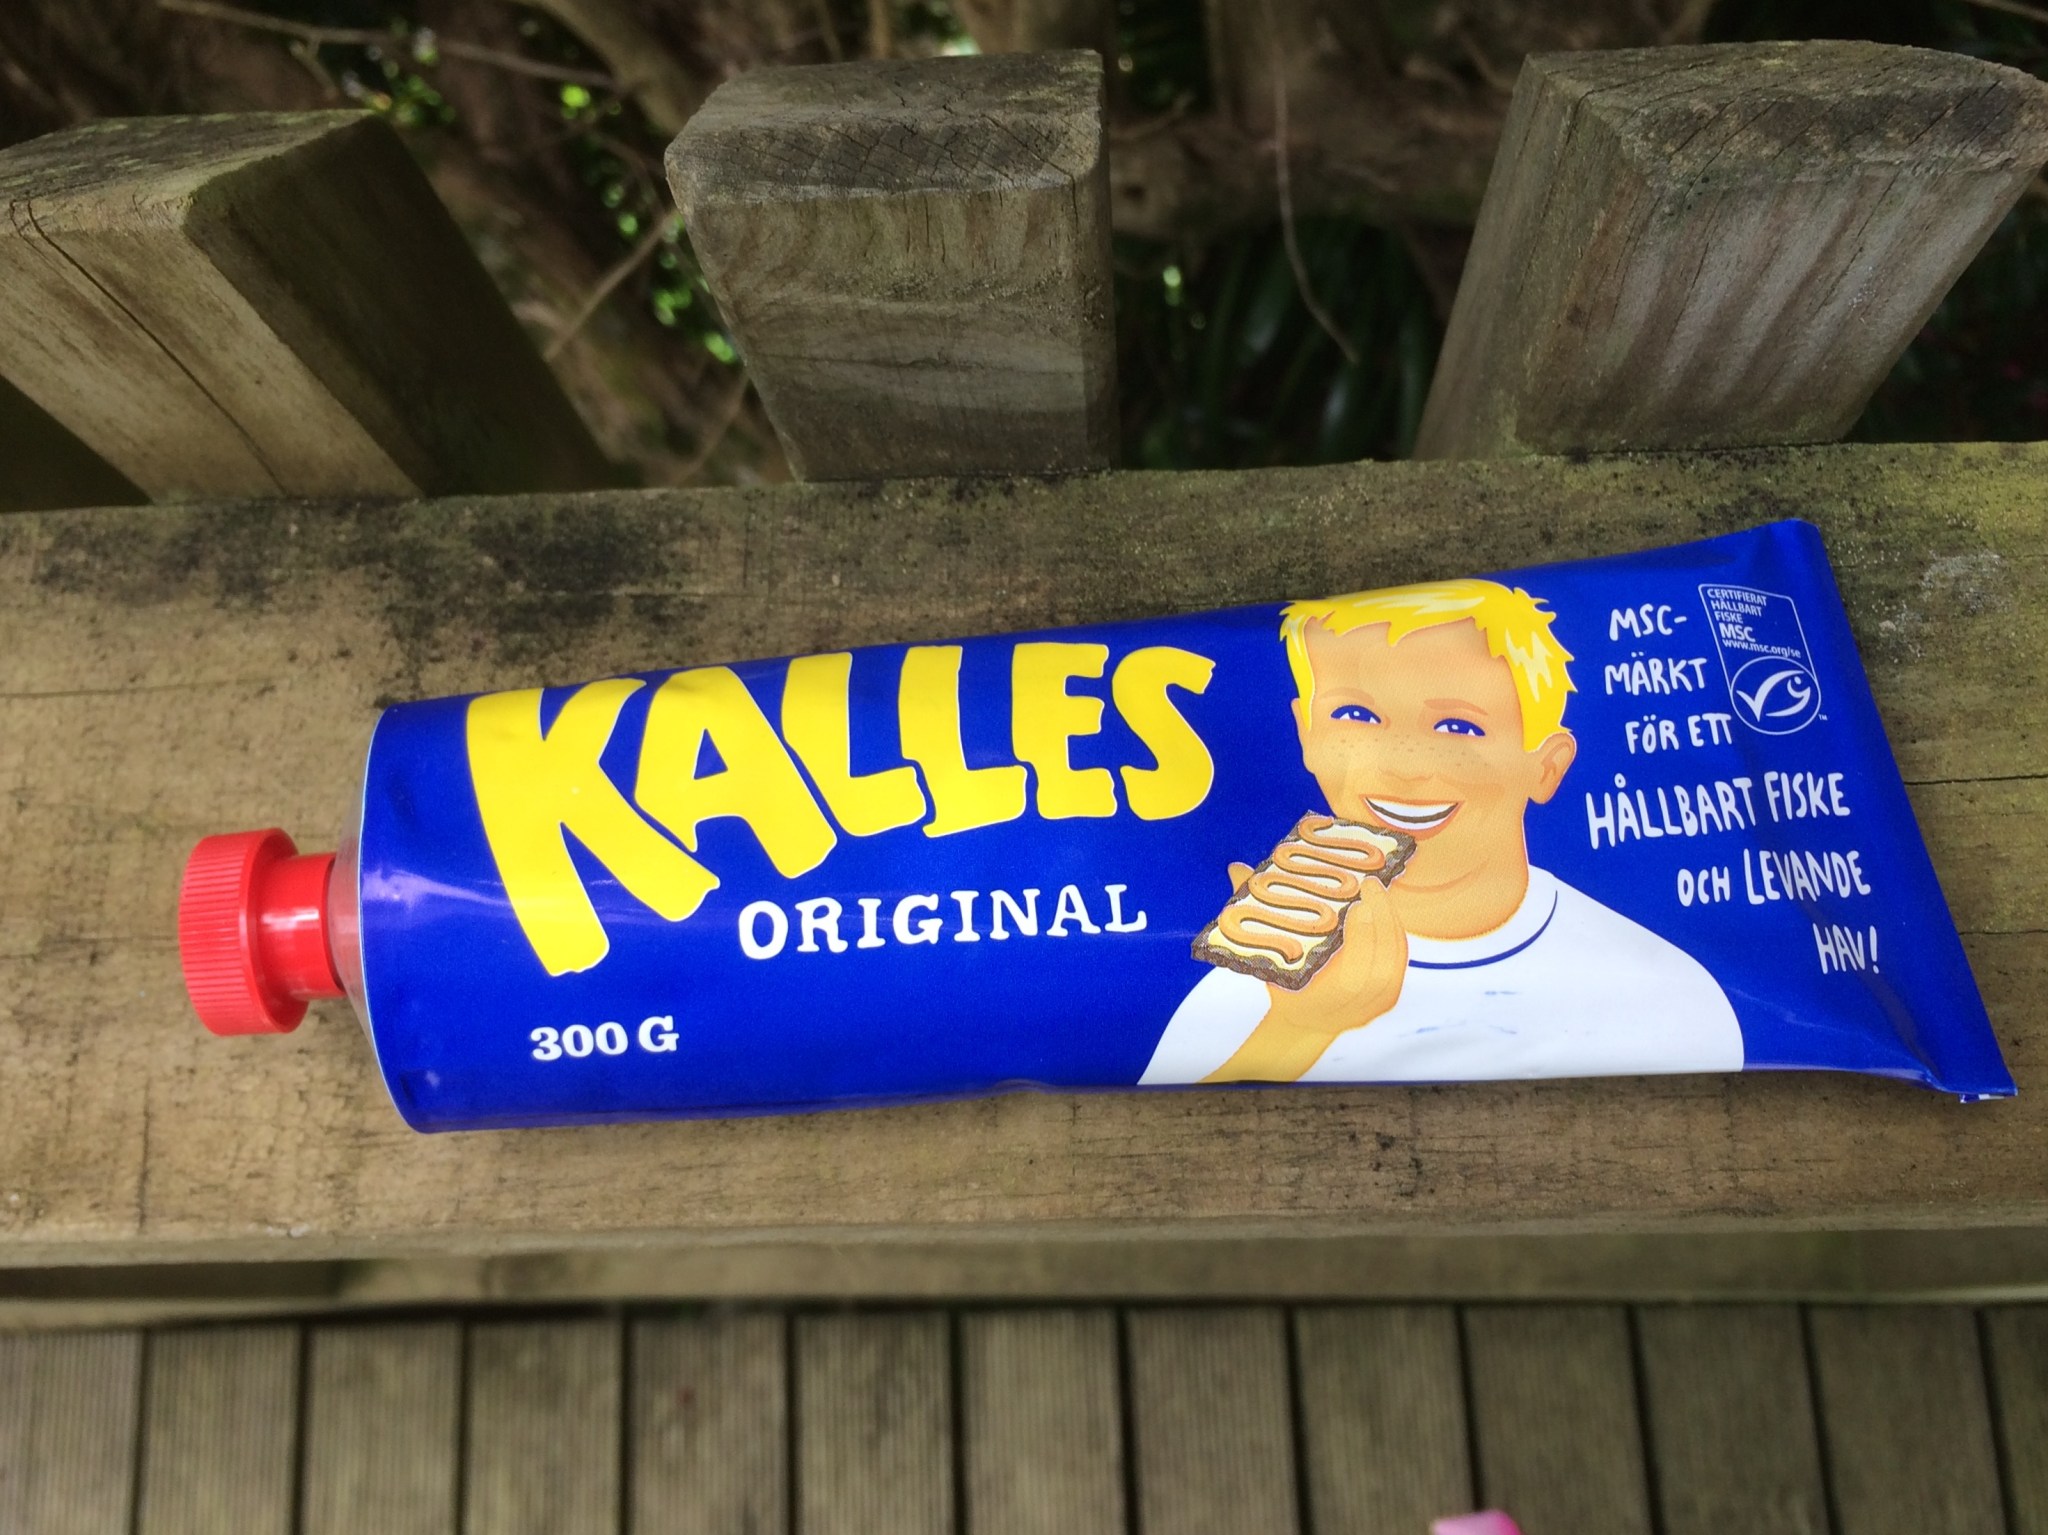 KALLES
ORIGINAL
300 G
MSC-
MÄRKT
FÖR ETT
HÅLLBART FISKE
OCH LEVANDE
HAV!
CERTIFIERAT
HÅLLBART
FISKE
MSC
www.msc.org/se
TM